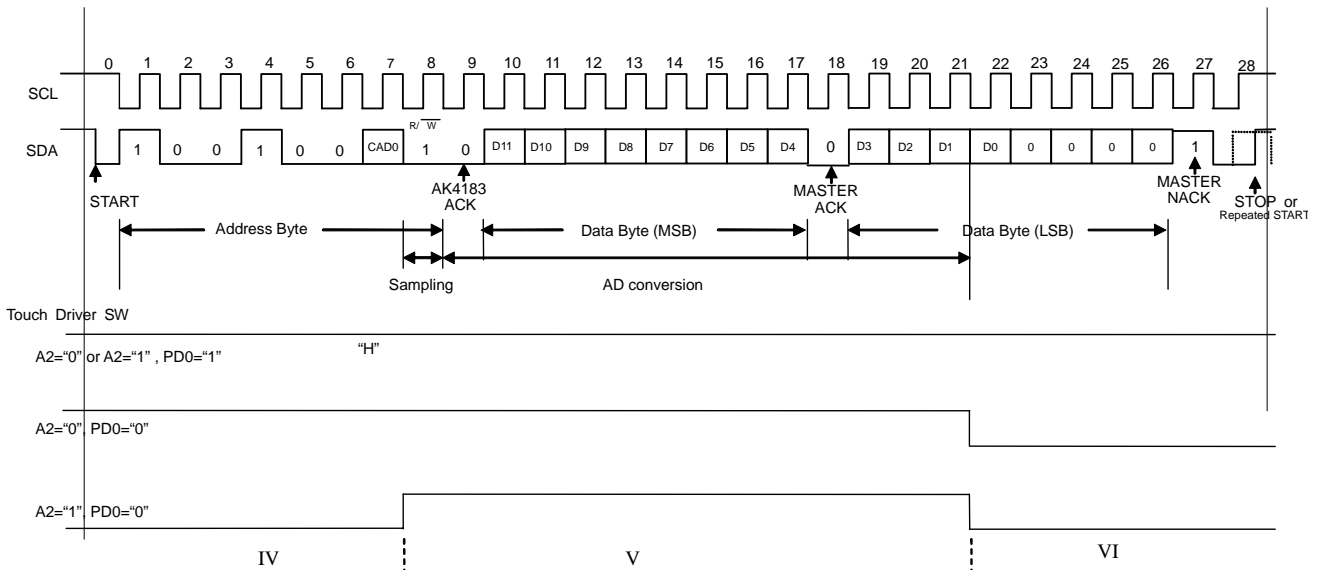 0 1 2 3 4 5 6 7 8 9 10 11 12 13 14 15 16 17 18 19 20 21 22 23 24 25 26 27 28
SCL
R/W
SDA 1 0 0 1 0 0 CAD0 1 0 D11 D10 D9 D8 D7 D6 D5 D4 0 D3 D2 D1 D0 0 0 0 0 1
START
AK4183
ACK
MASTER
ACK
MASTER
NACK
STOP or
Repeated START
Address Byte Data Byte (MSB) Data Byte (LSB)
Sampling AD conversion
Touch Driver SW
A2=“0” or A2=“1” , PD0=“1” “H”
A2=“0”, PD0=“0”
A2=“1”, PD0=“0”
IV V VI